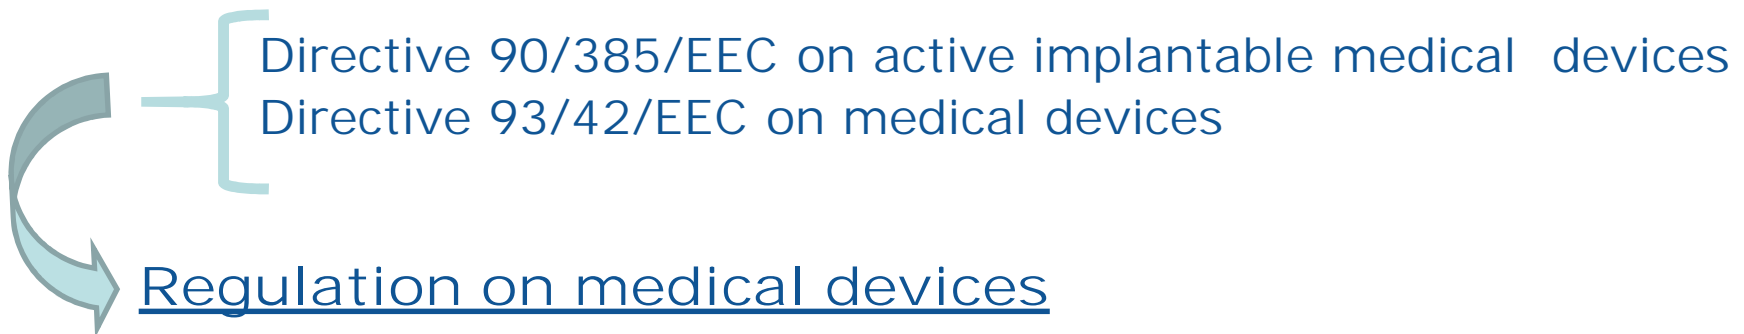 Directive 90/385/EEC on active implantable medical devices
Directive 93/42/EEC on medical devices
Regulation on medical devices